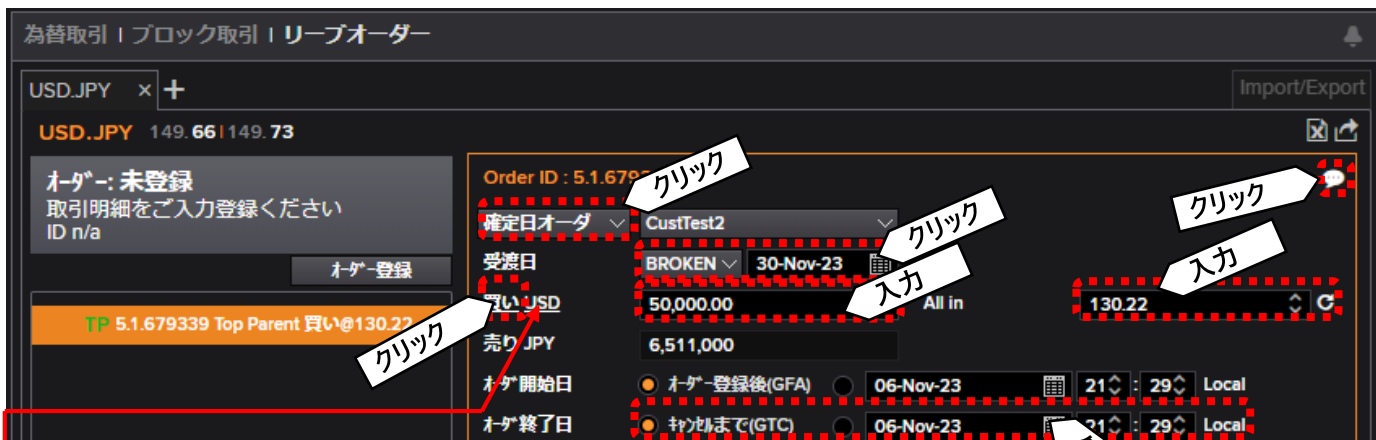 為替取引 | ブロック取引 | リーブオーダー
USD.JPY × +
Import/Export
USD.JPY 149.66|149.73
ｵｰﾀﾞｰ: 未登録
取引明細をご入力登録ください
ID n/a
ｵｰﾀﾞｰ登録
TP 5.1.679339 Top Parent 買い@130.22
Order ID : 5.1.679
クリック
クリック
確定日オーダ CustTest2
クリック
受渡日 BROKEN 30-Nov-23
入力
入力
買い USD 50,000.00 All in 130.22
クリック
売り JPY 6,511,000
ｵｰﾀﾞ開始日 ｵｰﾀﾞｰ登録後(GFA) 06-Nov-23 21 : 29 Local
ｵｰﾀﾞ終了日 ｷｬﾝｾﾙまで(GTC) 06-Nov-23 21 : 29 Local